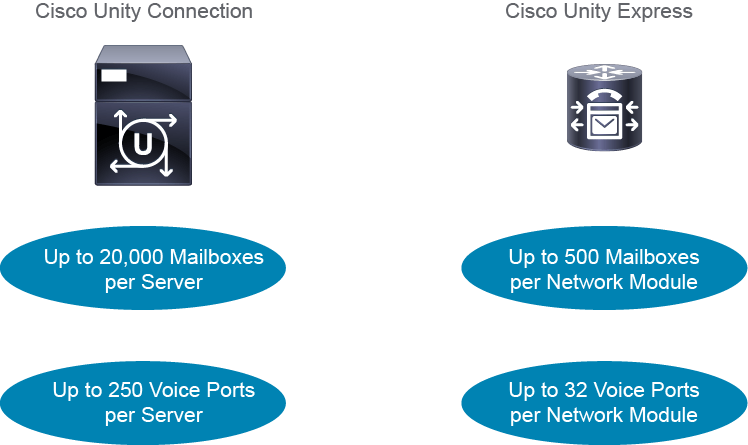 Cisco Unity Connection
Cisco Unity Express
U
Up to 20,000 Mailboxes
per Server
Up to 500 Mailboxes
per Network Module
Up to 250 Voice Ports
per Server
Up to 32 Voice Ports
per Network Module